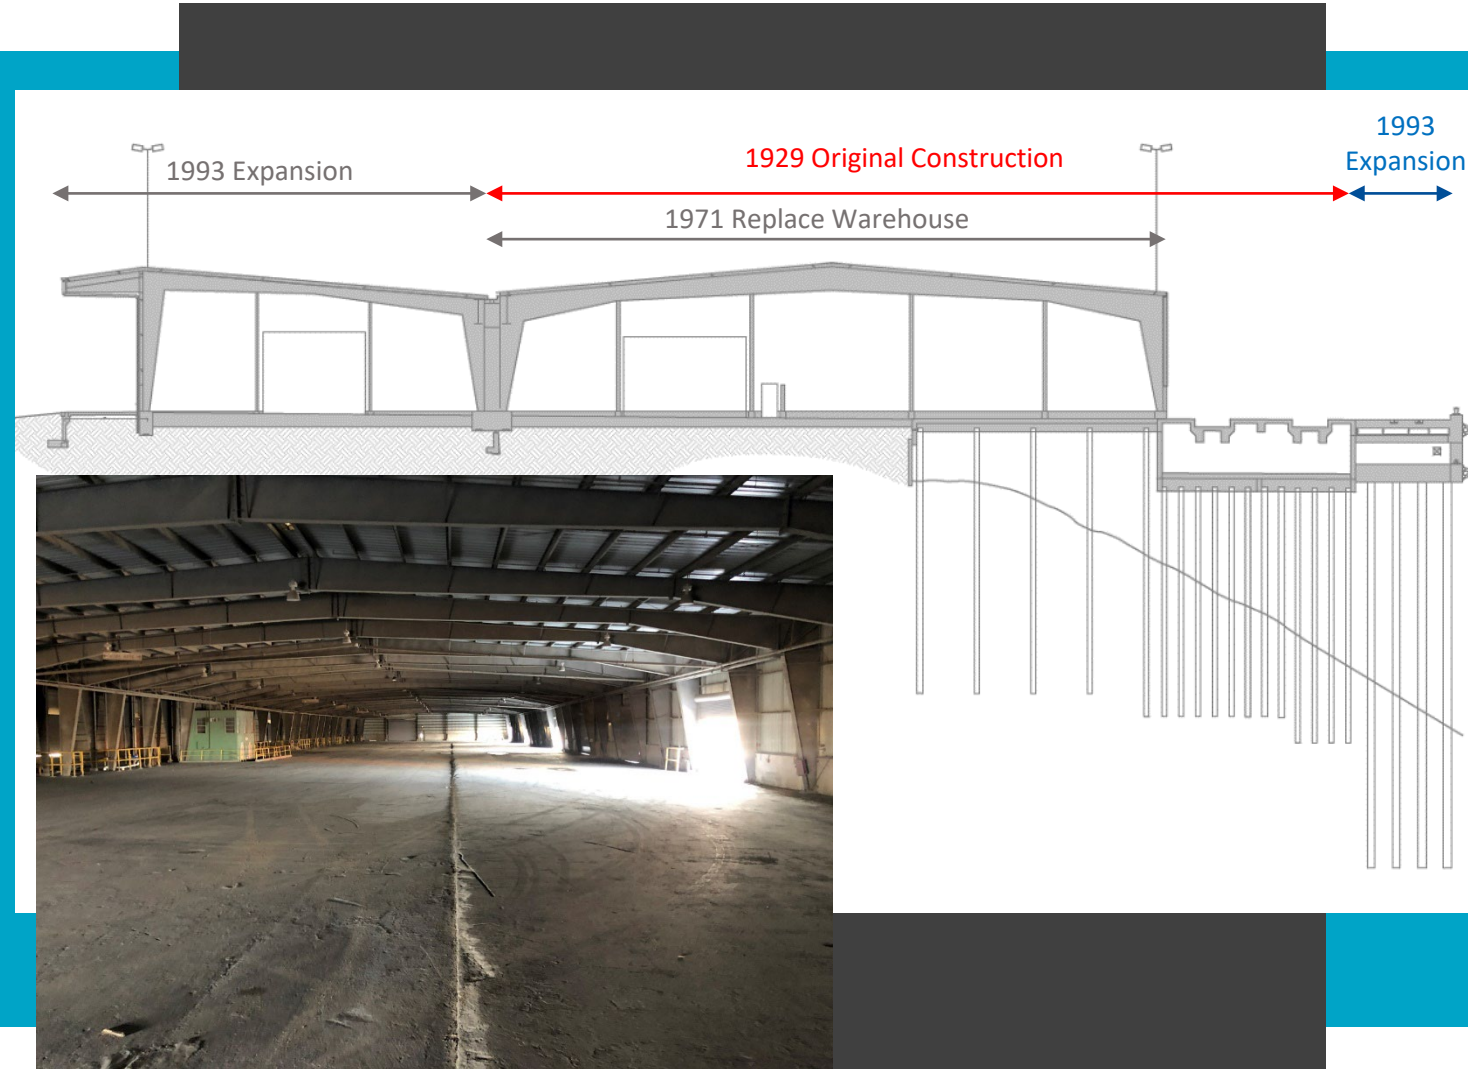 1993 Expansion
1929 Original Construction
1993
Expansion
1971 Replace Warehouse